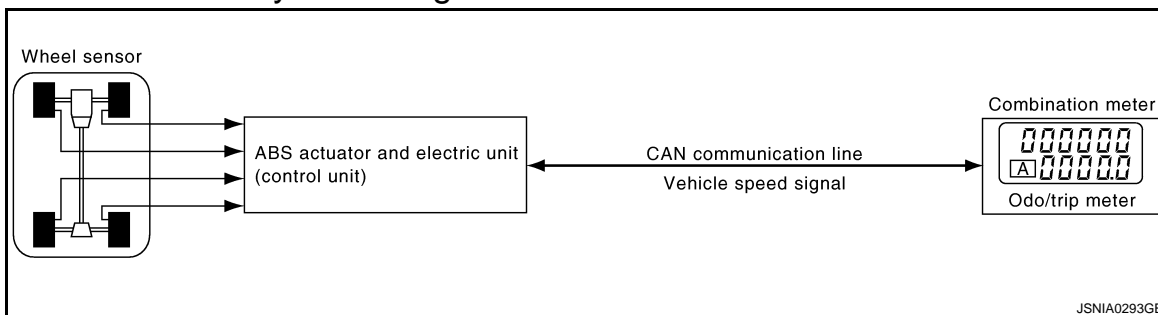 Wheel sensor
ABS actuator and electric unit
(control unit)
CAN communication line
Vehicle speed signal
Combination meter
000000
A 0000.0
Odo/trip meter